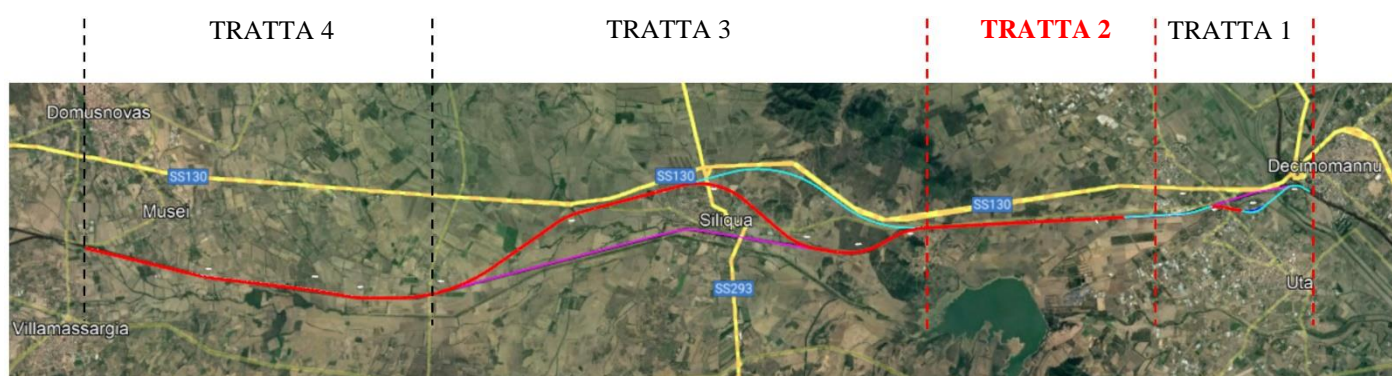 TRATTA 4
TRATTA 3
TRATTA 2
TRATTA 1
Domusnovas
Decimomannu
SS130
SS130
Musei
SS130
Siliqua
Uta
SS293
Villamassargia